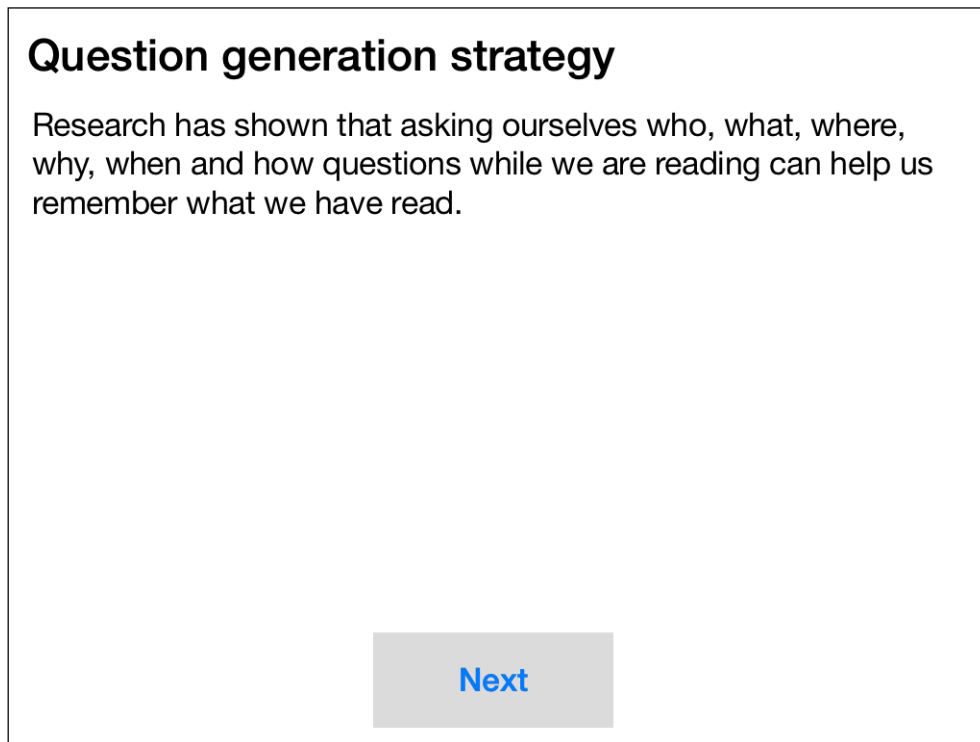 Question generation strategy
Research has shown that asking ourselves who, what, where,
why, when and how questions while we are reading can help us
remember what we have read.
Next